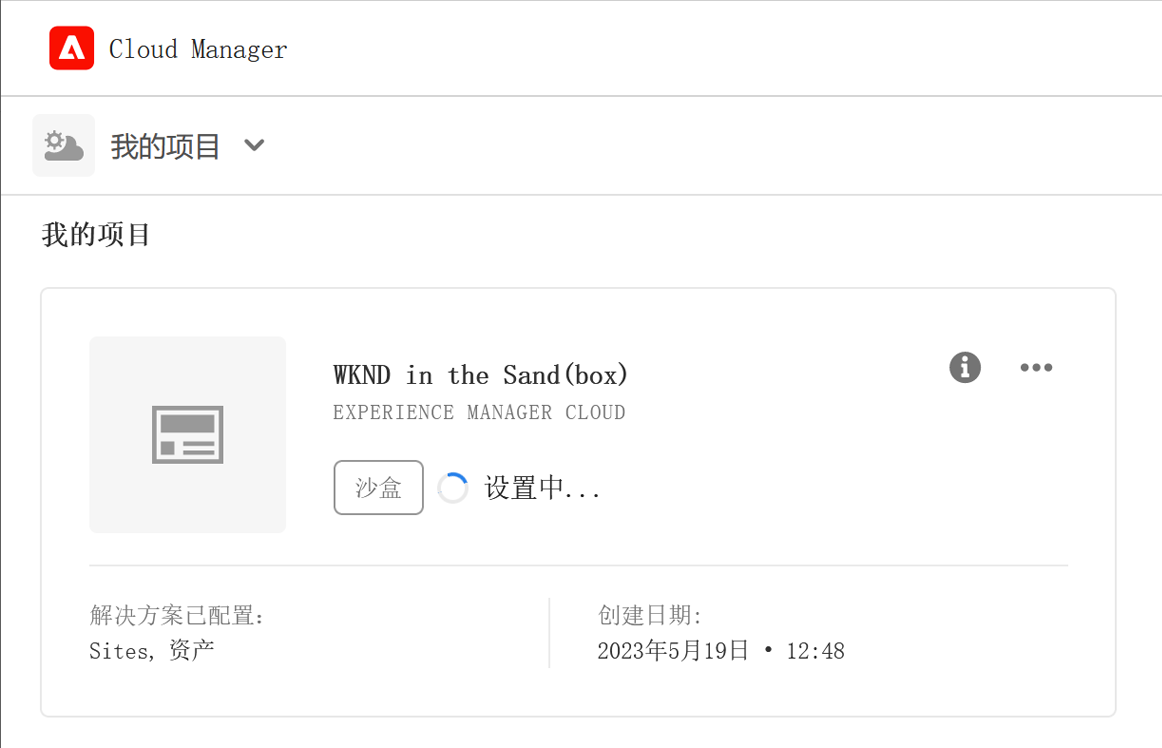 Cloud Manager
我的项目
我的项目
WKND in the Sand(box)
EXPERIENCE MANAGER CLOUD
沙盒 设置中...
解决方案已配置:
Sites, 资产
创建日期:
2023年5月19日 • 12:48